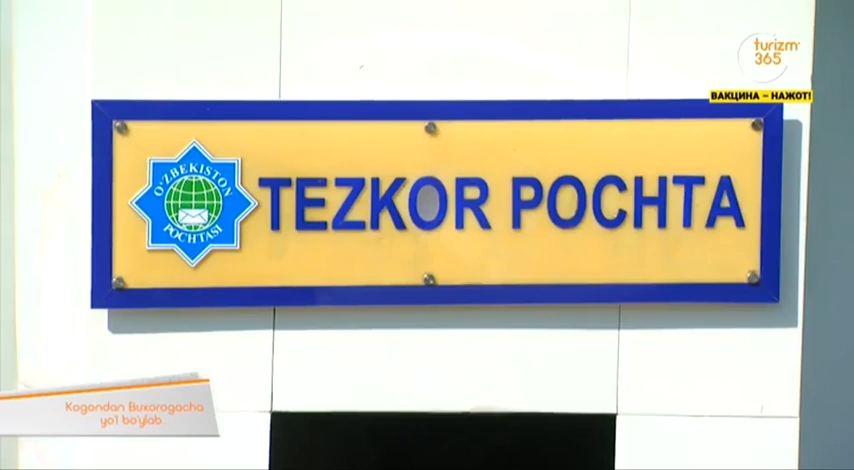 turizm
365
ВАКЦИНА – НАЖОТ!
O'ZBEKISTON
POCHTASI
TEZKOR POCHTA
Kogondan Buxorogacha
yo'l bo'ylab